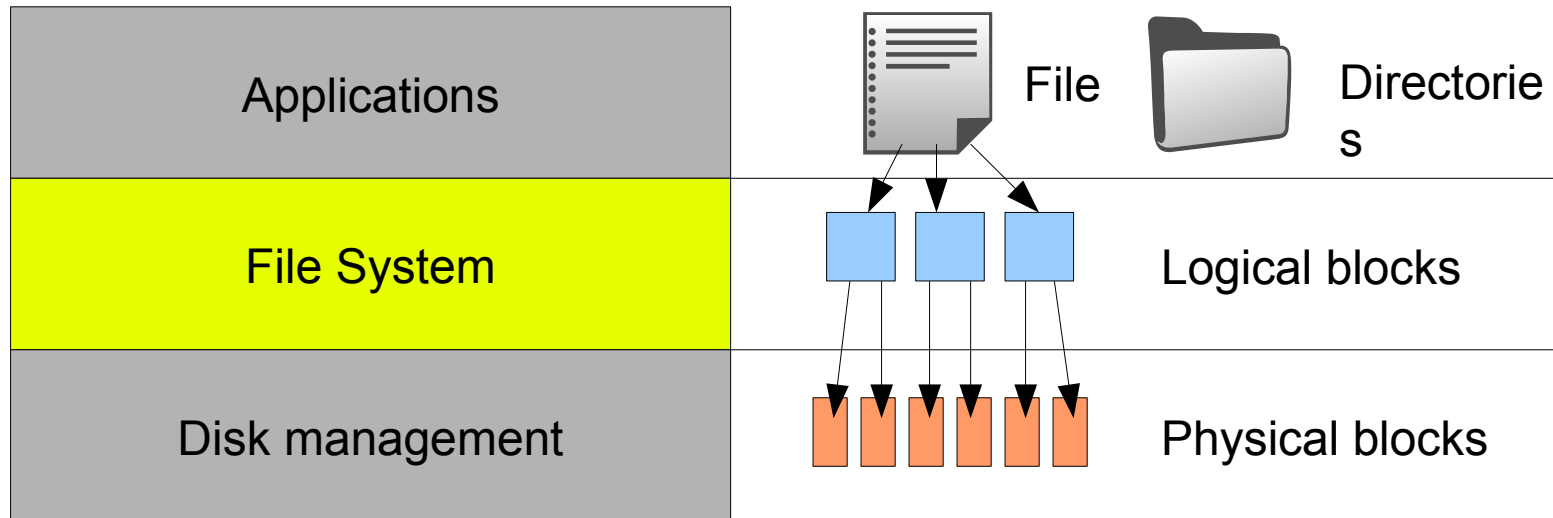 Applications
File
Directorie
s
File System
Logical blocks
Disk management
Physical blocks